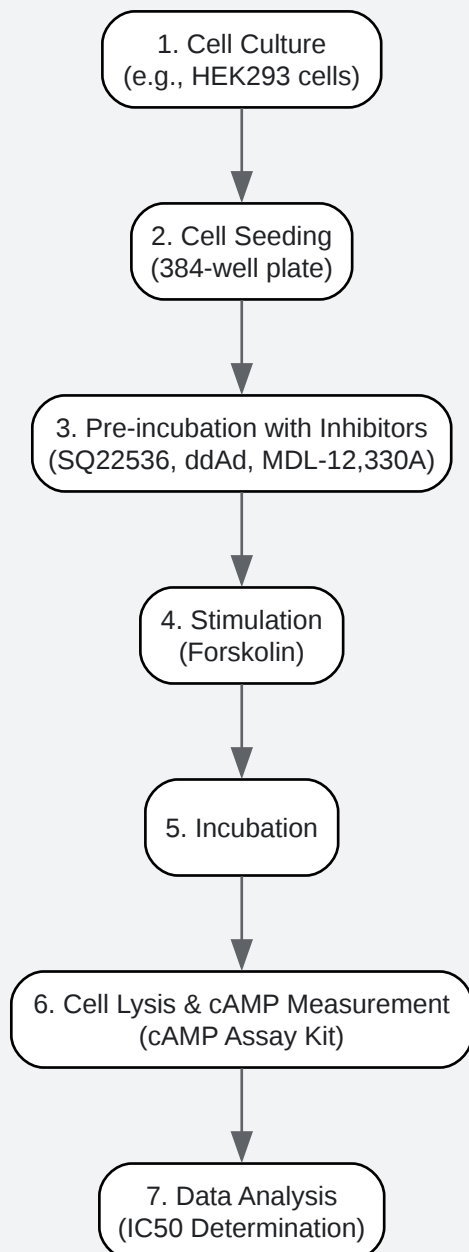 1. Cell Culture
(e.g., HEK293 cells)
2. Cell Seeding
(384-well plate)
3. Pre-incubation with Inhibitors
(SQ22536, ddAd, MDL-12,330A)
4. Stimulation
(Forskolin)
5. Incubation
6. Cell Lysis & cAMP Measurement
(cAMP Assay Kit)
7. Data Analysis
(IC50 Determination)